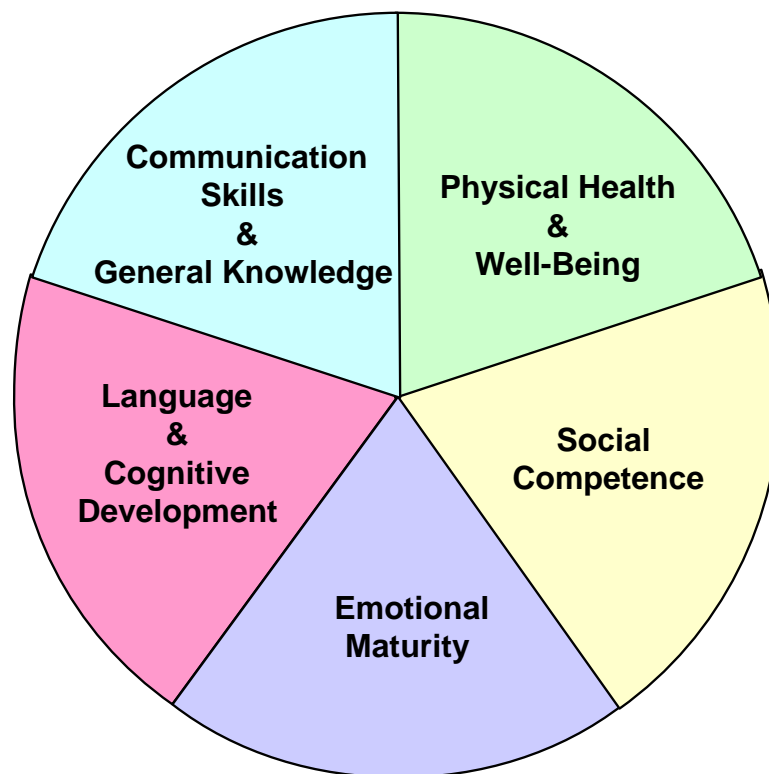 Communication
Skills
&
General Knowledge
Physical Health
&
Well-Being
Language
&
Cognitive
Development
Social
Competence
Emotional
Maturity